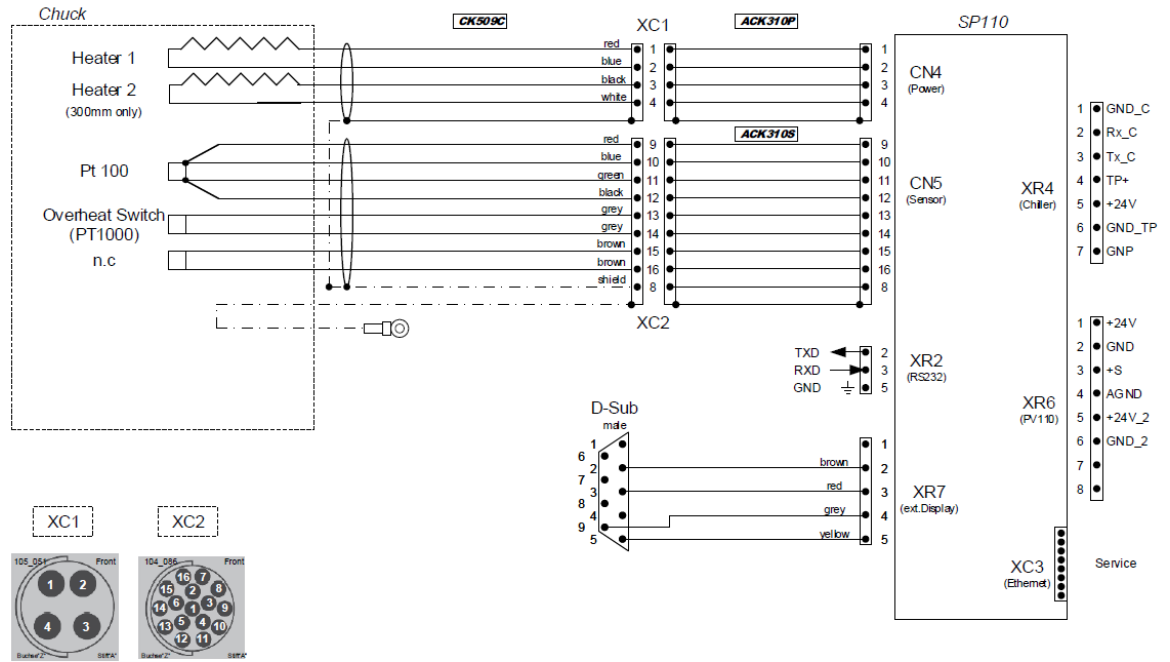 Chuck
CK509C
XC1
ACK310P
SP110
Heater 1
Heater 2
(300mm only)
red
blue
black
white
1
2
3
4
1
2
3
4
CN4
(Power)
ACK310S
Pt 100
Overheat Switch
(PT1000)
n.c
red
blue
green
black
grey
grey
brown
brown
shield
9
10
11
12
13
14
15
16
8
9
10
11
12
13
14
15
16
8
CN5
(Sensor)
XC2
XR4
(Chiller)
1 GND_C
2 Rx_C
3 Tx_C
4 TP+
5 +24V
6 GND_TP
7 GNP
TXD 2
RXD 3
GND 5
XR2
(RS232)
XR6
(PV110)
1 +24V
2 GND
3 +S
4 AGND
5 +24V_2
6 GND_2
7
8
D-Sub
male
1
6
2
7
3
8
4
9
5
brown
red
grey
yellow
1
2
3
4
5
XR7
(ext.Display)
XC3
(Ethernet)
Service
XC1
XC2
105_051 Front
1 2
4 3
Buchse"Z" Stift"A"
104_086 Front
16 7
15 2 8
14 6 1 3 9
13 5 4 10
12 11
Buchse"Z" Stift"A"